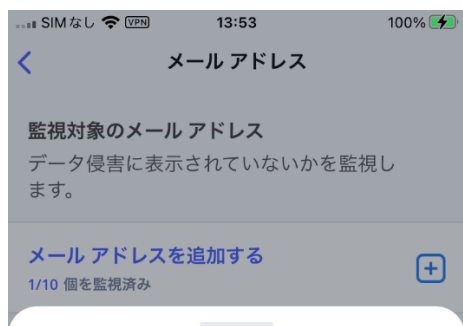 SIMなし VPN 13:53 100%
メール アドレス
監視対象のメール アドレス
データ侵害に表示されていないかを監視し
ます。
メール アドレスを追加する
1/10 個を監視済み